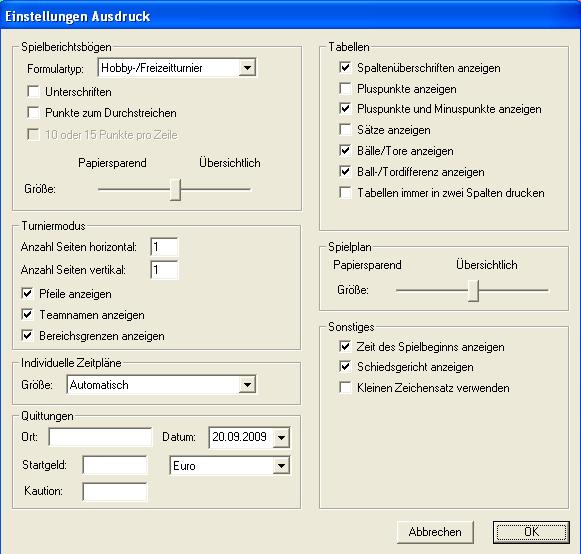 Einstellungen Ausdruck
Spielberichtsbögen
Formulartyp: Hobby-/Freizeitturnier
Unterschriften
Punkte zum Durchstreichen
10 oder 15 Punkte pro Zeile
Papiersparend Übersichtlich
Größe:
Turniermodus
Anzahl Seiten horizontal: 1
Anzahl Seiten vertikal: 1
Pfeile anzeigen
Teamnamen anzeigen
Bereichsgrenzen anzeigen
Individuelle Zeitpläne
Größe: Automatisch
Quittungen
Ort: Datum: 20.09.2009
Startgeld: Euro
Kaution:
Tabellen
Spaltenüberschriften anzeigen
Pluspunkte anzeigen
Pluspunkte und Minuspunkte anzeigen
Sätze anzeigen
Bälle/Tore anzeigen
Ball-/Tordifferenz anzeigen
Tabellen immer in zwei Spalten drucken
Spielplan
Papiersparend Übersichtlich
Größe:
Sonstiges
Zeit des Spielbeginns anzeigen
Schiedsgericht anzeigen
Kleinen Zeichensatz verwenden
Abbrechen OK